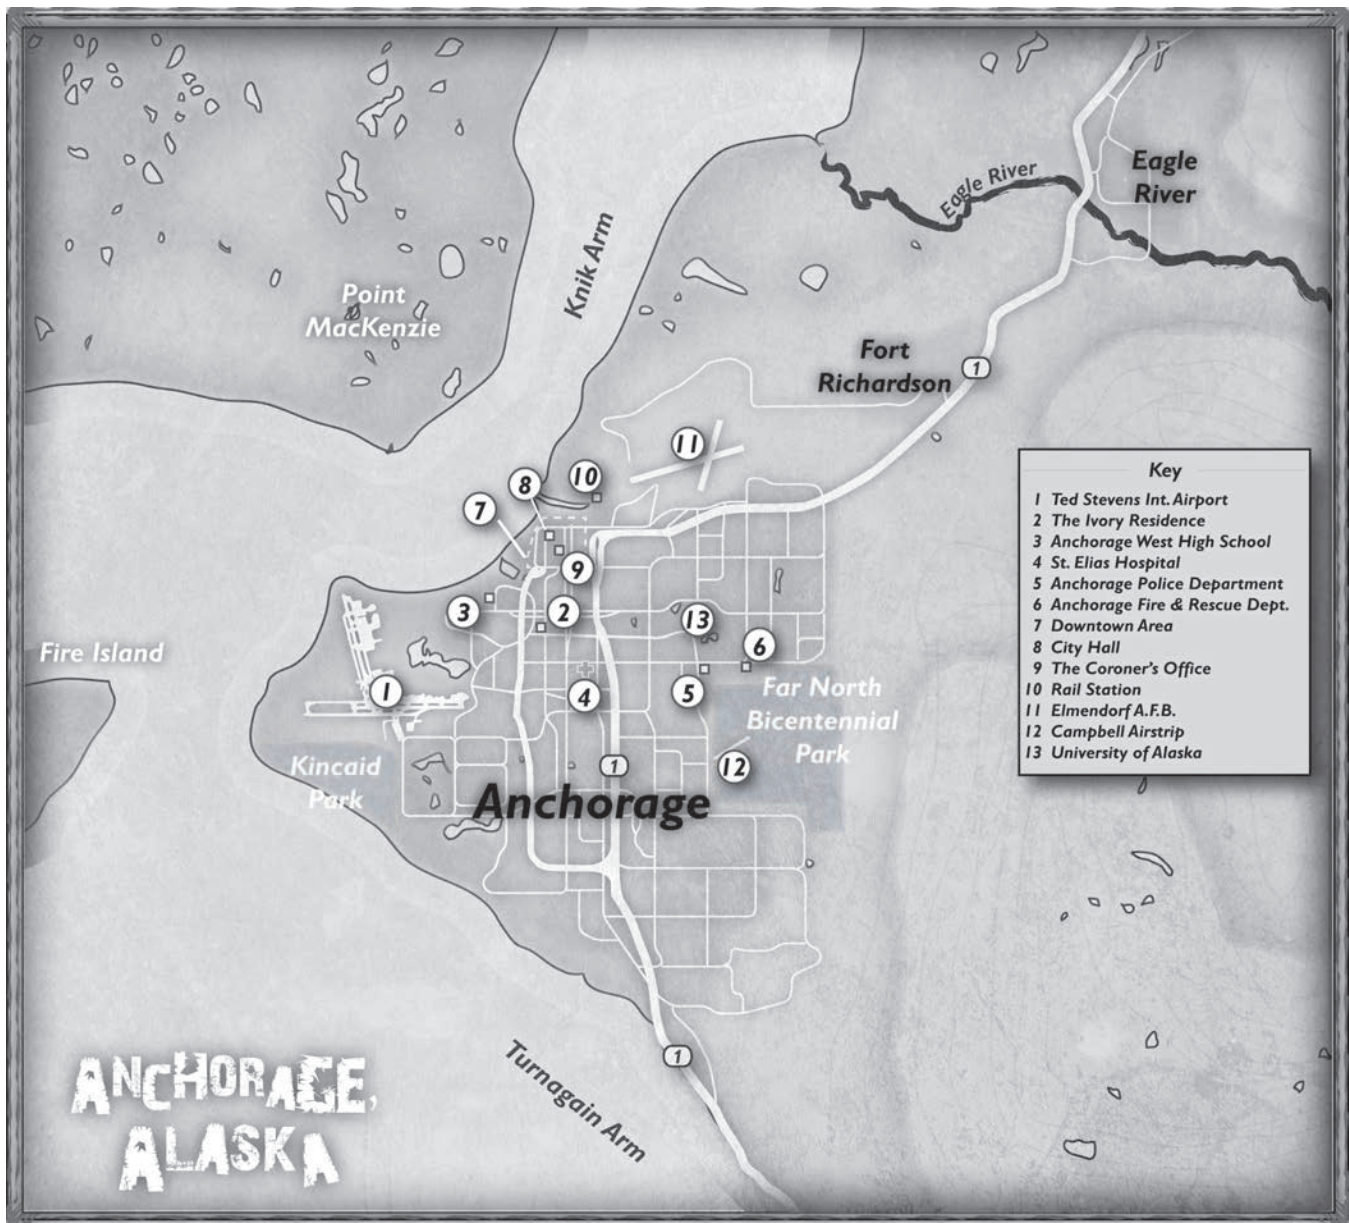 Eagle River
Eagle
River
Knik Arm
Point
MacKenzie
Fort
Richardson
1
11
10
8
7
9
3
2
13
6
Fire Island
1
4
5
Far North
Bicentennial
Park
Kincaid
Park
1
12
Anchorage
Key
1 Ted Stevens Int. Airport
2 The Ivory Residence
3 Anchorage West High School
4 St. Elias Hospital
5 Anchorage Police Department
6 Anchorage Fire & Rescue Dept.
7 Downtown Area
8 City Hall
9 The Coroner's Office
10 Rail Station
11 Elmendorf A.F.B.
12 Campbell Airstrip
13 University of Alaska
1
Turnagain Arm
ANCHORAGE,
ALASKA